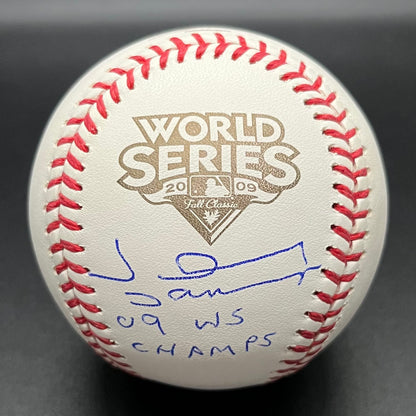 WORLD
SERIES
20 09
Fall Classic
09 WS
CHAMPS